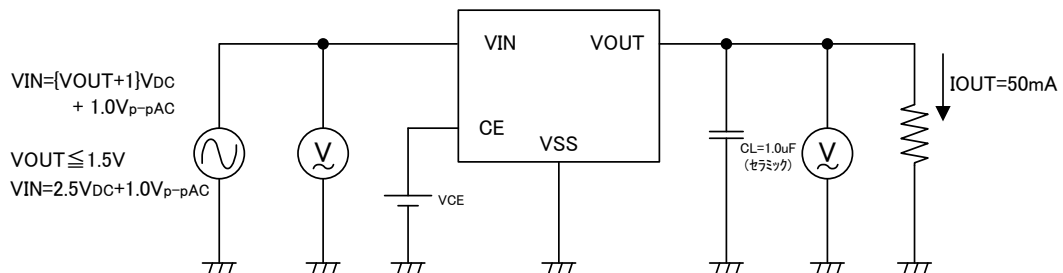 VIN={VOUT+1}VDC
+ 1.0Vp-pAC
VOUT≦1.5V
VIN=2.5VDC+1.0Vp-pAC
V
VCE
VIN
VOUT
CE
VSS
CL=1.0uF
(セラミック)
V
IOUT=50mA